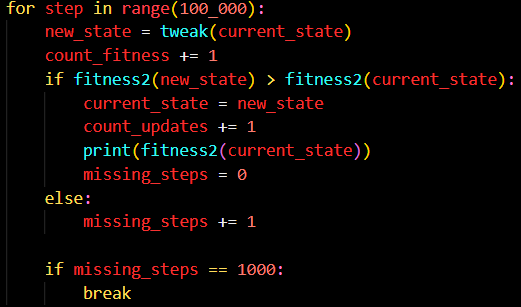 for step in range(100_000):
    new_state = tweak(current_state)
    count_fitness += 1
    if fitness2(new_state) > fitness2(current_state):
        current_state = new_state
        count_updates += 1
        print(fitness2(current_state))
        missing_steps = 0
    else:
        missing_steps += 1

    if missing_steps == 1000:
        break